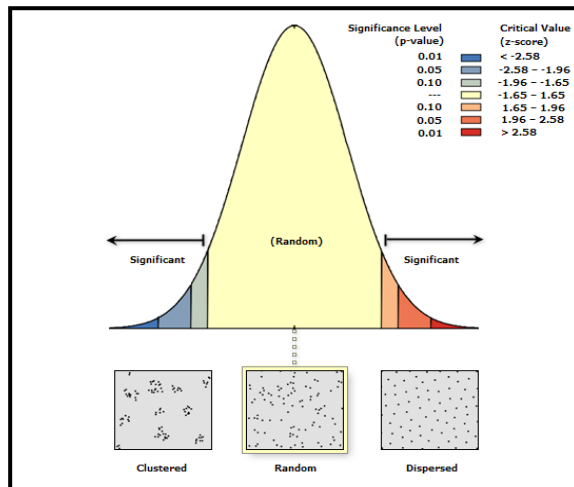 Significance Level Critical Value
(p-value) (z-score)
0.01 < -2.58
0.05 -2.58 – -1.96
0.10 -1.96 – -1.65
--- -1.65 – 1.65
0.10 1.65 – 1.96
0.05 1.96 – 2.58
0.01 > 2.58
(Random)
Significant Significant
Clustered Random Dispersed